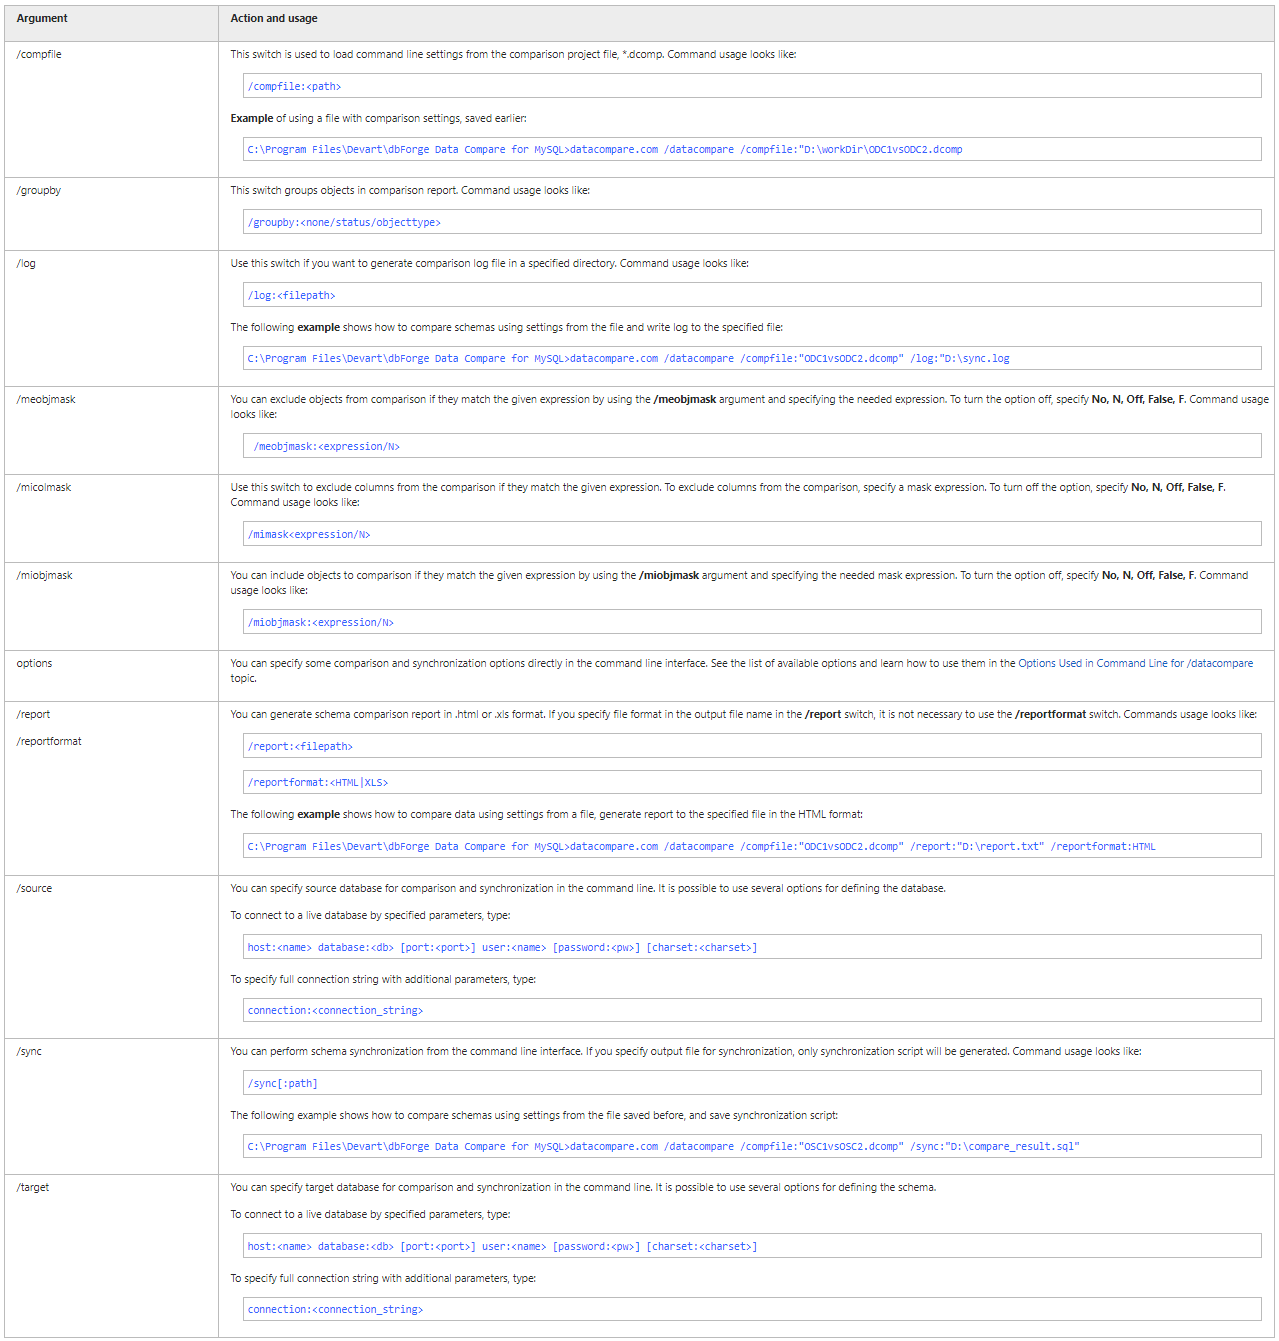 Argument
Action and usage
/compfile
This switch is used to load command line settings from the comparison project file, *.dcomp. Command usage looks like:
/compfile:<path>
Example of using a file with comparison settings, saved earlier:
C:\Program Files\Devart\dbForge Data Compare for MySQL>datacompare.com /datacompare /compfile:"D:\workDir\ODC1vsODC2.dcomp
/groupby
This switch groups objects in comparison report. Command usage looks like:
/groupby:<none/status/objecttype>
/log
Use this switch if you want to generate comparison log file in a specified directory. Command usage looks like:
/log:<filepath>
The following example shows how to compare schemas using settings from the file and write log to the specified file:
C:\Program Files\Devart\dbForge Data Compare for MySQL>datacompare.com /datacompare /compfile:"ODC1vsODC2.dcomp" /log:"D:\sync.log
/meobjmask
You can exclude objects from comparison if they match the given expression by using the /meobjmask argument and specifying the needed expression. To turn the option off, specify No, N, Off, False, F. Command usage
looks like:
/meobjmask:<expression/N>
/micolmask
Use this switch to exclude columns from the comparison if they match the given expression. To exclude columns from the comparison, specify a mask expression. To turn off the option, specify No, N, Off, False, F.
Command usage looks like:
/mimask<expression/N>
/miobjmask
You can include objects to comparison if they match the given expression by using the /miobjmask argument and specifying the needed mask expression. To turn the option off, specify No, N, Off, False, F. Command
usage looks like:
/miobjmask:<expression/N>
options
You can specify some comparison and synchronization options directly in the command line interface. See the list of available options and learn how to use them in the Options Used in Command Line for /datacompare
topic.
/report
/reportformat
You can generate schema comparison report in .html or .xls format. If you specify file format in the output file name in the /report switch, it is not necessary to use the /reportformat switch. Commands usage looks like:
/report:<filepath>
/reportformat:<HTML|XLS>
The following example shows how to compare data using settings from a file, generate report to the specified file in the HTML format:
C:\Program Files\Devart\dbForge Data Compare for MySQL>datacompare.com /datacompare /compfile:"ODC1vsODC2.dcomp" /report:"D:\report.txt" /reportformat:HTML
/source
You can specify source database for comparison and synchronization in the command line. It is possible to use several options for defining the database.
To connect to a live database by specified parameters, type:
host:<name> database:<db> [port:<port>] user:<name> [password:<pw>] [charset:<charset>]
To specify full connection string with additional parameters, type:
connection:<connection_string>
/sync
You can perform schema synchronization from the command line interface. If you specify output file for synchronization, only synchronization script will be generated. Command usage looks like:
/sync[:path]
The following example shows how to compare schemas using settings from the file saved before, and save synchronization script:
C:\Program Files\Devart\dbForge Data Compare for MySQL>datacompare.com /datacompare /compfile:"OSC1vsOSC2.dcomp" /sync:"D:\compare_result.sql"
/target
You can specify target database for comparison and synchronization in the command line. It is possible to use several options for defining the schema.
To connect to a live database by specified parameters, type:
host:<name> database:<db> [port:<port>] user:<name> [password:<pw>] [charset:<charset>]
To specify full connection string with additional parameters, type:
connection:<connection_string>